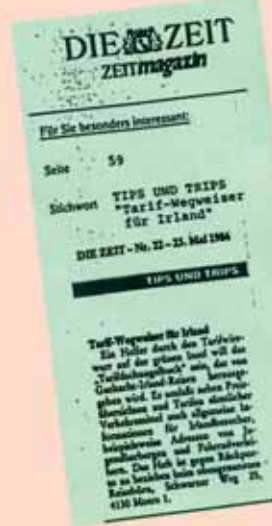 DIE ZEIT
ZEITmagazin
Für Sie besonders interessant:
Seite 59
Stichwort TIPS UND TRIPS
"Tarif-Wegweiser
für Irland"
DIE ZEIT - Nr. 22 - 25. Mai 1984
TIPS UND TRIPS
Tarif-Wegweiser für Irland
Ein Helfer durch den Tarifwirr-
warr auf der grünen Insel will das
"Tarifdschungelbuch" sein, das von
Gaeltacht-Irland-Reisen herausge-
geben wird. Es enthält neben Preis-
übersichten und Tarifen sämtlicher
Verkehrsmittel auch allgemeine In-
formationen für Irlandbesucher,
beispielsweise Adressen von Ju-
gendherbergen und Fahrradverlei-
hern. Das Heft ist gegen Rückpor-
to zu beziehen beim
Reisebüro, Schwarzer Weg 25,
4130 Moers 1.